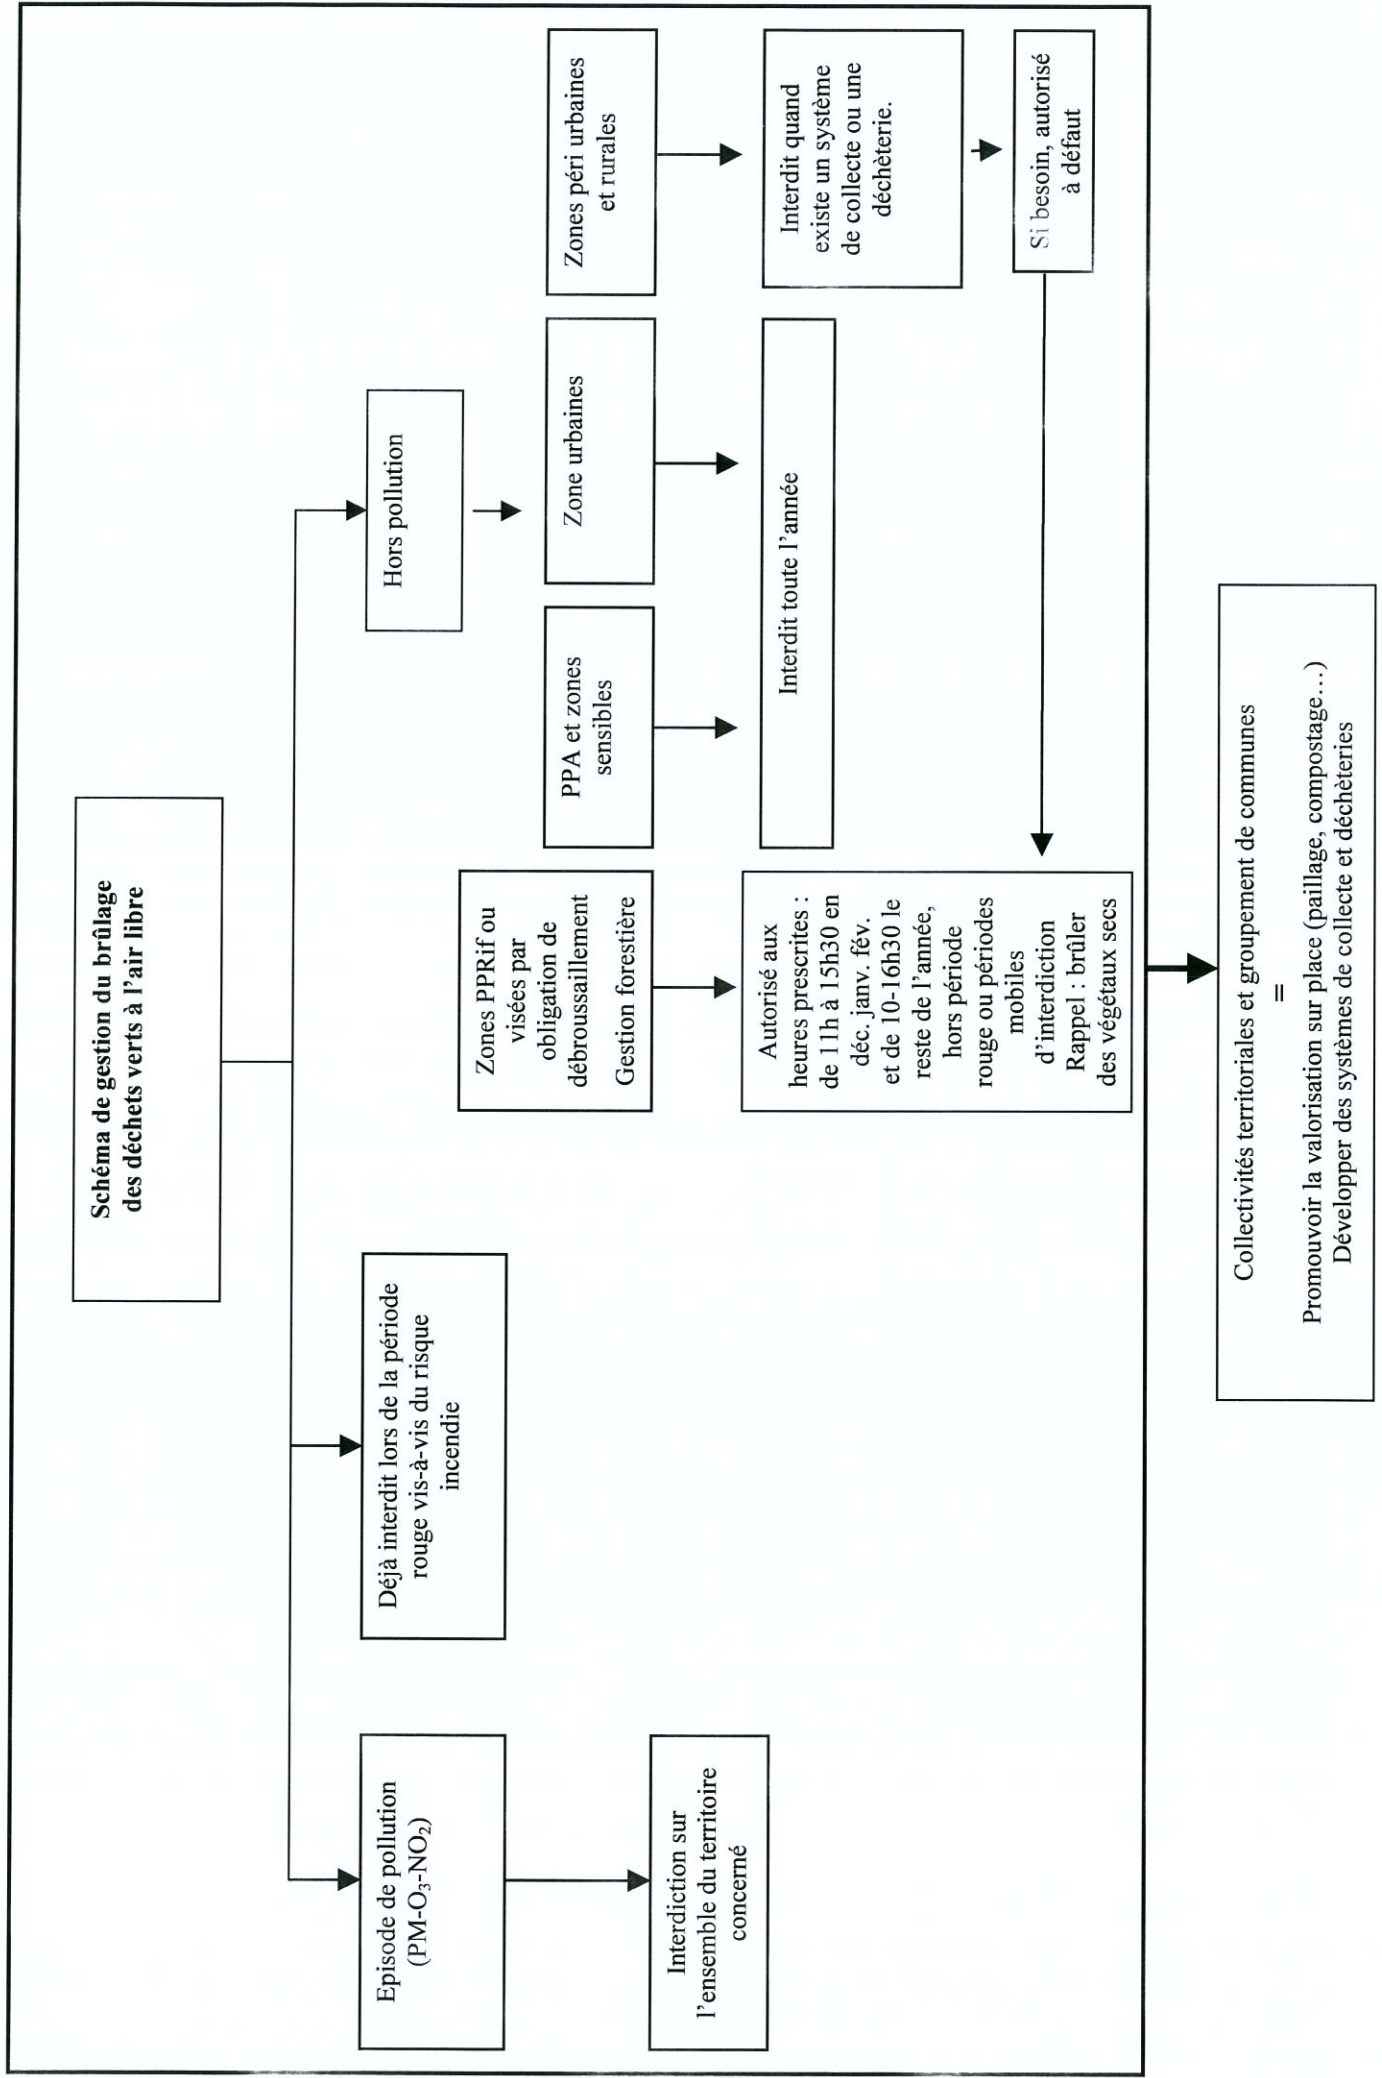 Schéma de gestion du brûlage
des déchets verts à l'air libre
Episode de pollution
(PM-O₃-NO₂)
Interdiction sur
l'ensemble du territoire
concerné
Déjà interdit lors de la période
rouge vis-à-vis du risque
incendie
Hors pollution
Zones PPRif ou
visées par
obligation de
débroussaillement
Gestion forestière
PPA et zones
sensibles
Zone urbaines
Zones péri urbaines
et rurales
Autorisé aux
heures prescrites :
de 11h à 15h30 en
déc. janv. fév.
et de 10-16h30 le
reste de l'année,
hors période
rouge ou périodes
mobiles
d'interdiction
Rappel : brûler
des végétaux secs
Interdit toute l'année
Interdit quand
existe un système
de collecte ou une
déchèterie.
Si besoin, autorisé
à défaut
Collectivités territoriales et groupement de communes
=
Promouvoir la valorisation sur place (paillage, compostage…)
Développer des systèmes de collecte et déchèteries